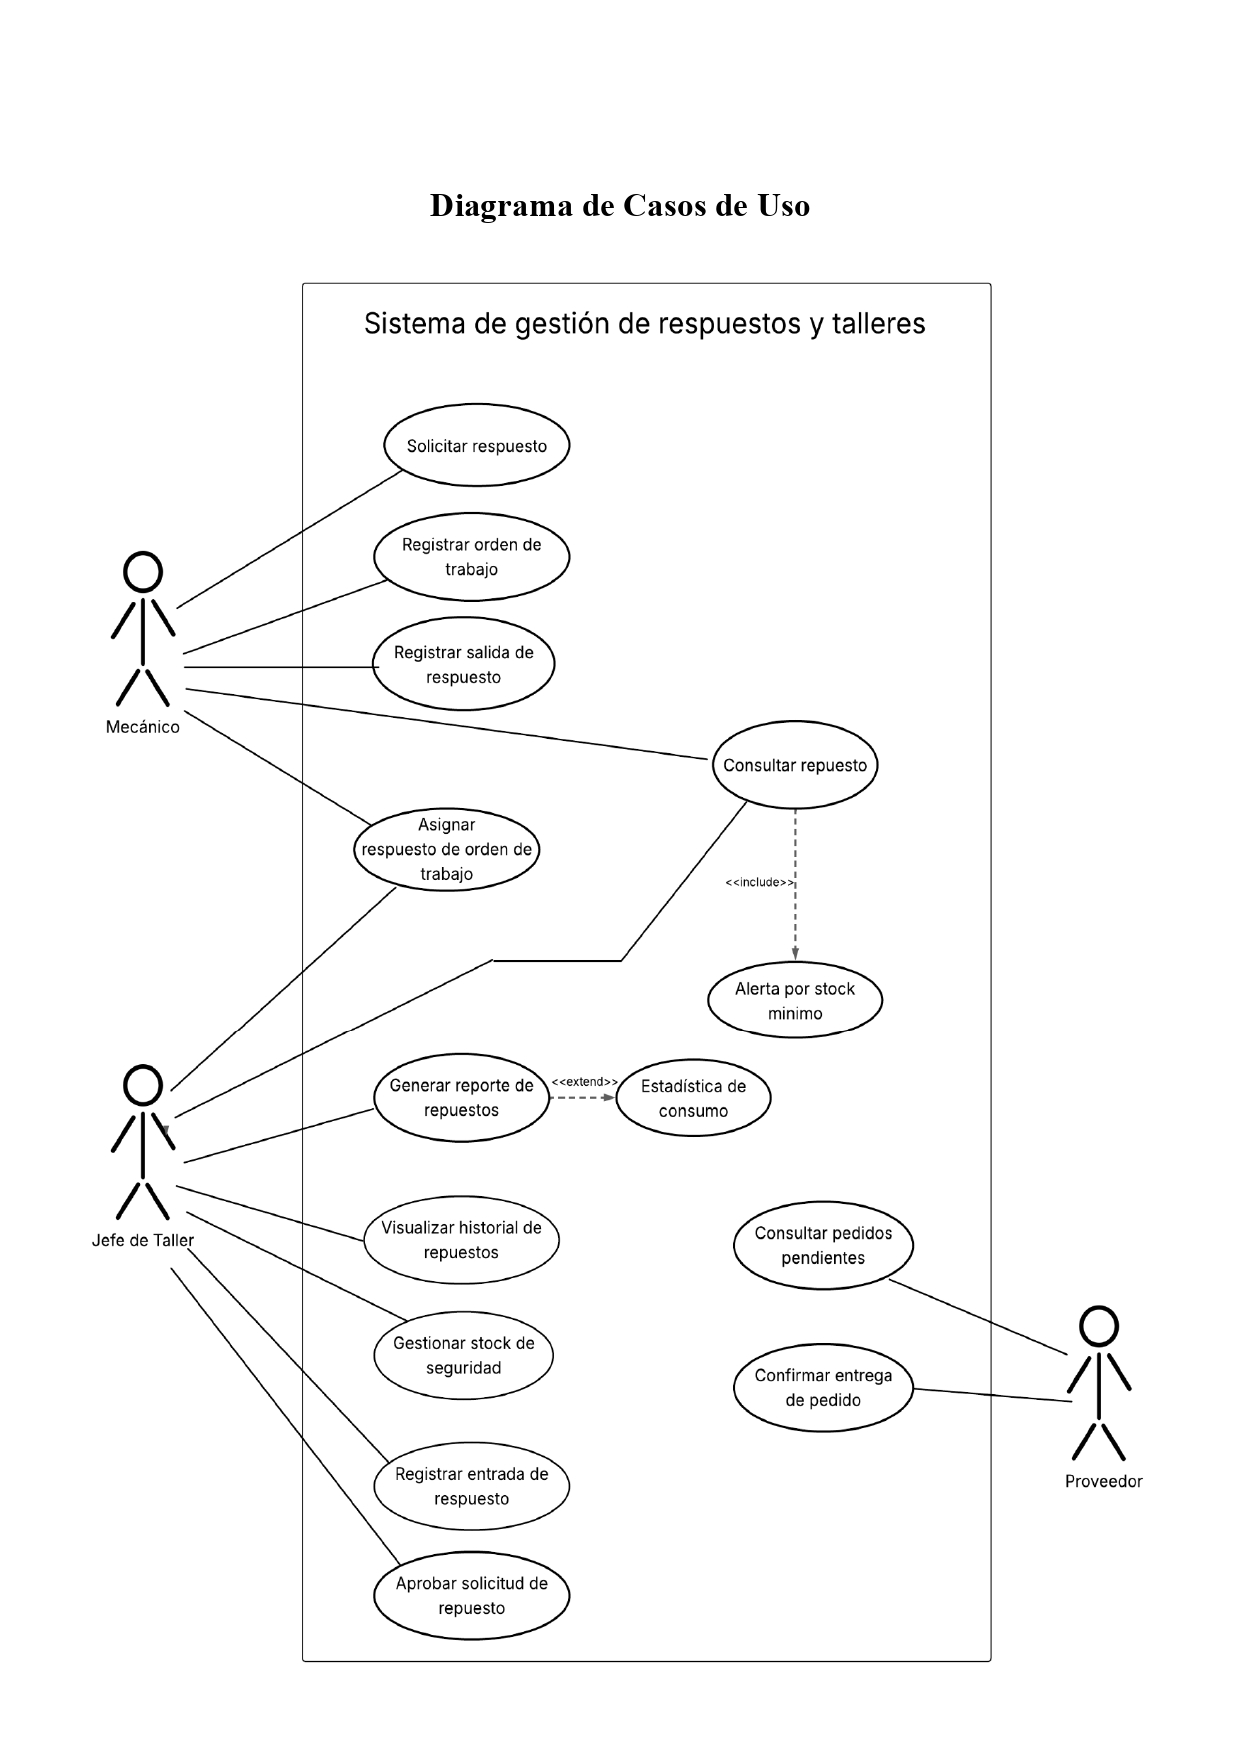 Diagrama de Casos de Uso
Sistema de gestión de respuestos y talleres
Solicitar respuesto
Registrar orden de
trabajo
Registrar salida de
respuesto
Mecánico
Consultar repuesto
Asignar
respuesto de orden de
trabajo
<<include>>
Alerta por stock
minimo
Generar reporte de
repuestos
<<extend>>
Estadística de
consumo
Jefe de Taller
Visualizar historial de
repuestos
Consultar pedidos
pendientes
Gestionar stock de
seguridad
Confirmar entrega
de pedido
Proveedor
Registrar entrada de
respuesto
Aprobar solicitud de
repuesto